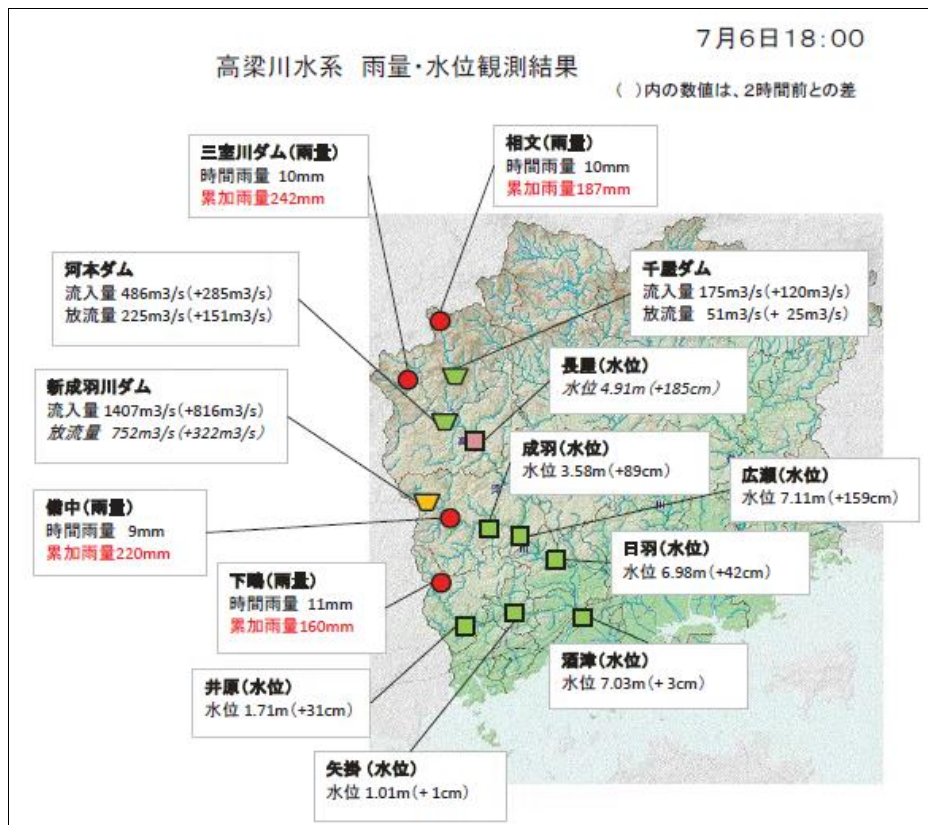 7月6日18:00
高梁川水系 雨量・水位観測結果
( )内の数値は、2時間前との差
三室川ダム(雨量)
時間雨量 10mm
累加雨量242mm
相文(雨量)
時間雨量 10mm
累加雨量187mm
河本ダム
流入量 486m3/s(+285m3/s)
放流量 225m3/s(+151m3/s)
千屋ダム
流入量 175m3/s(+120m3/s)
放流量 51m3/s(+ 25m3/s)
長屋(水位)
水位 4.91m(+185cm)
新成羽川ダム
流入量 1407m3/s(+816m3/s)
放流量 752m3/s(+322m3/s)
成羽(水位)
水位 3.58m(+89cm)
広瀬(水位)
水位 7.11m(+159cm)
備中(雨量)
時間雨量 9mm
累加雨量220mm
日羽(水位)
水位 6.98m(+42cm)
下鴫(雨量)
時間雨量 11mm
累加雨量160mm
酒津(水位)
水位 7.03m(+ 3cm)
井原(水位)
水位 1.71m(+31cm)
矢掛(水位)
水位 1.01m(+ 1cm)